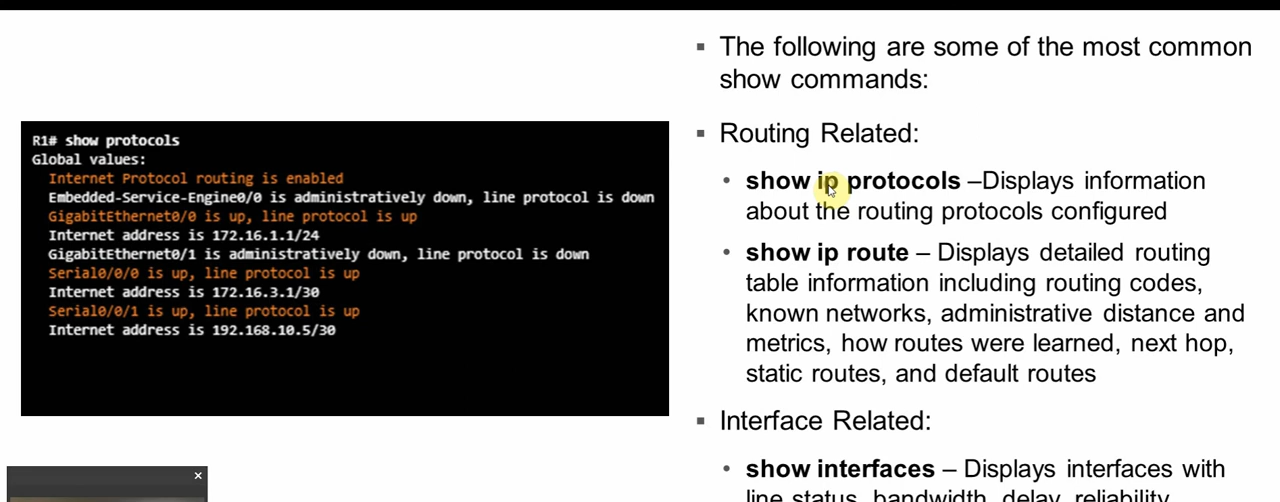 R1# show protocols
Global values:
Internet Protocol routing is enabled
Embedded-Service-Engine0/0 is administratively down, line protocol is down
GigabitEthernet0/0 is up, line protocol is up
Internet address is 172.16.1.1/24
GigabitEthernet0/1 is administratively down, line protocol is down
Serial0/0/0 is up, line protocol is up
Internet address is 172.16.3.1/30
Serial0/0/1 is up, line protocol is up
Internet address is 192.168.10.5/30
▪ The following are some of the most common
show commands:
▪ Routing Related:
• show ip protocols –Displays information
about the routing protocols configured
• show ip route – Displays detailed routing
table information including routing codes,
known networks, administrative distance and
metrics, how routes were learned, next hop,
static routes, and default routes
▪ Interface Related:
• show interfaces – Displays interfaces with
line status, bandwidth, delay, reliability,